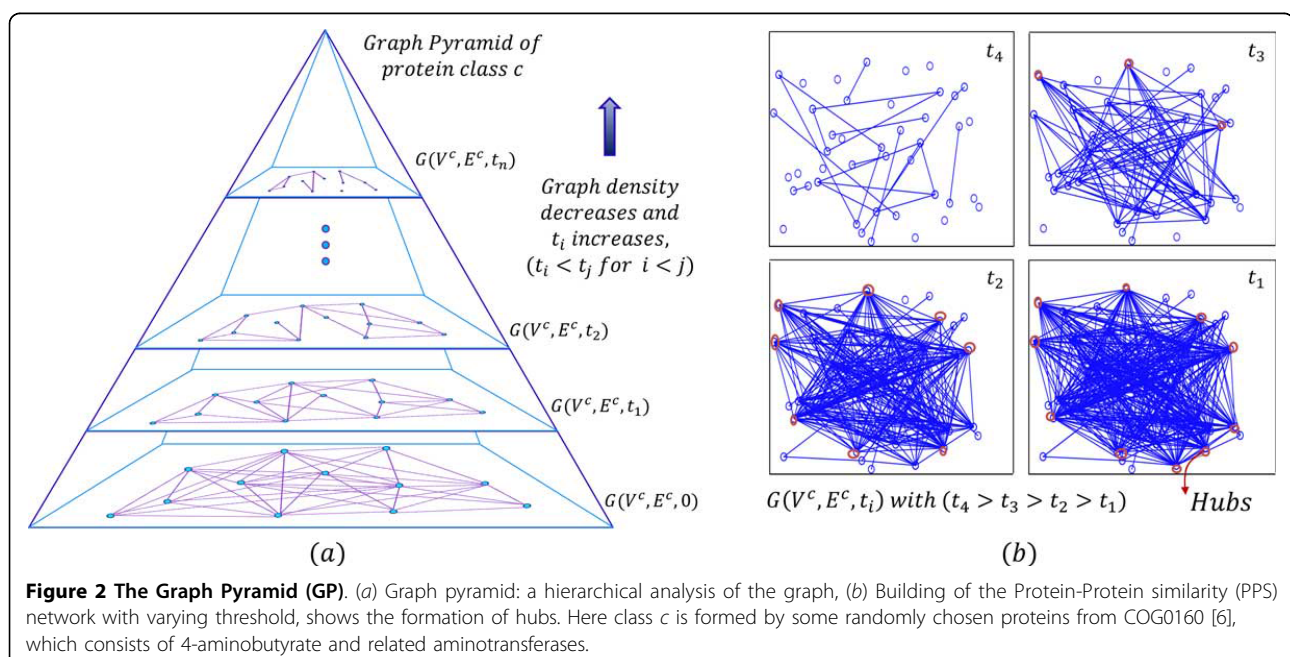 Graph Pyramid of
protein class c
G(V^c, E^c, t_n)
Graph density
decreases and
t_i increases,
(t_i < t_j for i < j)
G(V^c, E^c, t_2)
G(V^c, E^c, t_1)
G(V^c, E^c, 0)
(a)
t_4
t_3
t_2
t_1
G(V^c, E^c, t_i) with (t_4 > t_3 > t_2 > t_1)
Hubs
(b)
Figure 2 The Graph Pyramid (GP). (a) Graph pyramid: a hierarchical analysis of the graph, (b) Building of the Protein-Protein similarity (PPS)
network with varying threshold, shows the formation of hubs. Here class c is formed by some randomly chosen proteins from COG0160 [6],
which consists of 4-aminobutyrate and related aminotransferases.